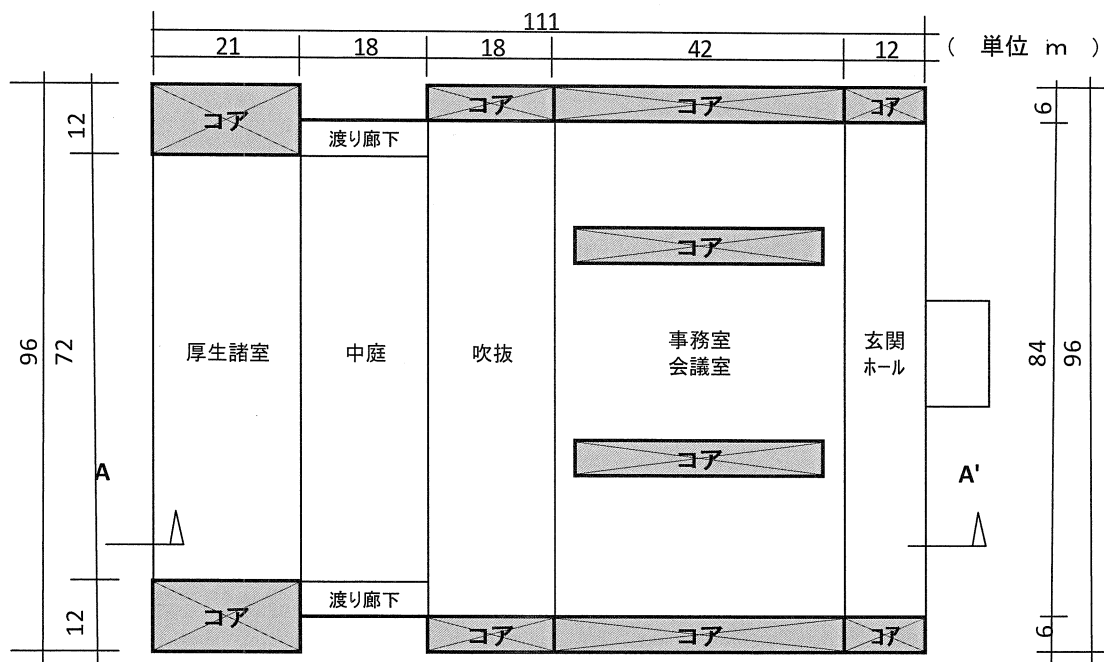 111
21 18 18 42 12 ( 単位 m )
コア コア コア コア
12 渡り廊下 6
コア
96 72 厚生諸室 中庭 吹抜 事務室 玄関 84 96
会議室 ホール
コア
A A'
12 コア 渡り廊下
コア コア コア 6